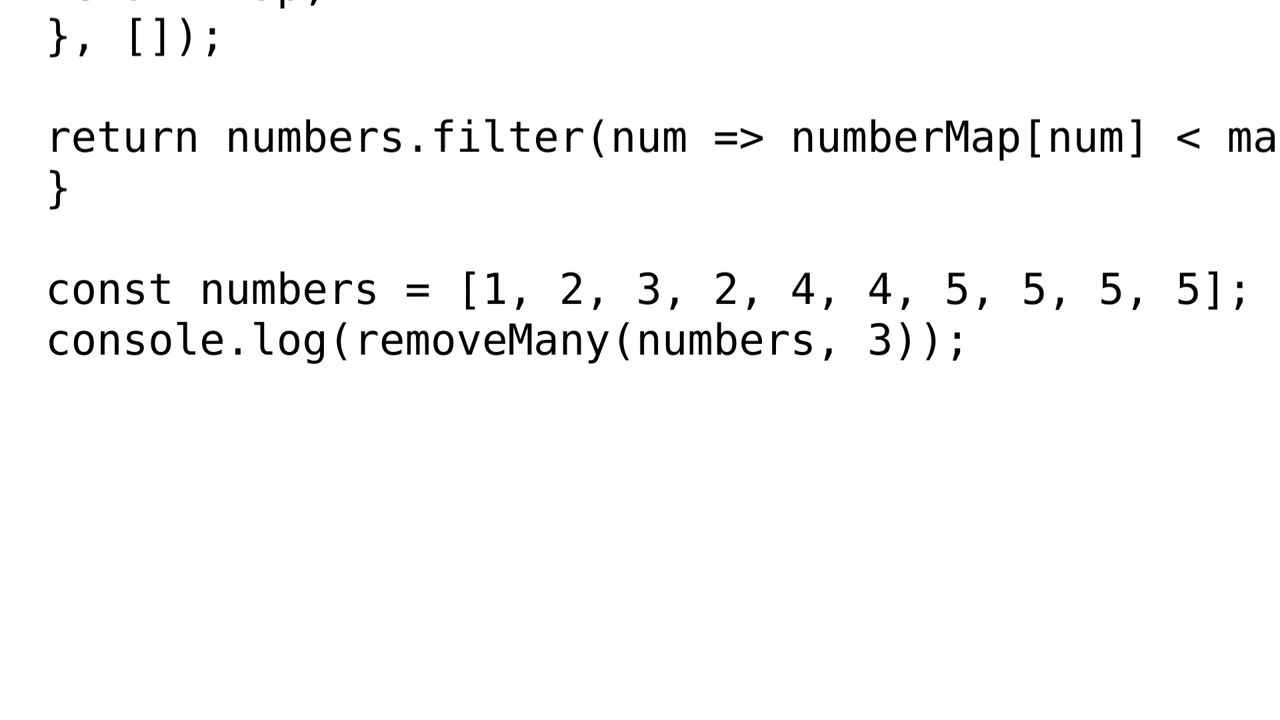 }, []);
return numbers.filter(num => numberMap[num] < ma
}
const numbers = [1, 2, 3, 2, 4, 4, 5, 5, 5, 5];
console.log(removeMany(numbers, 3));